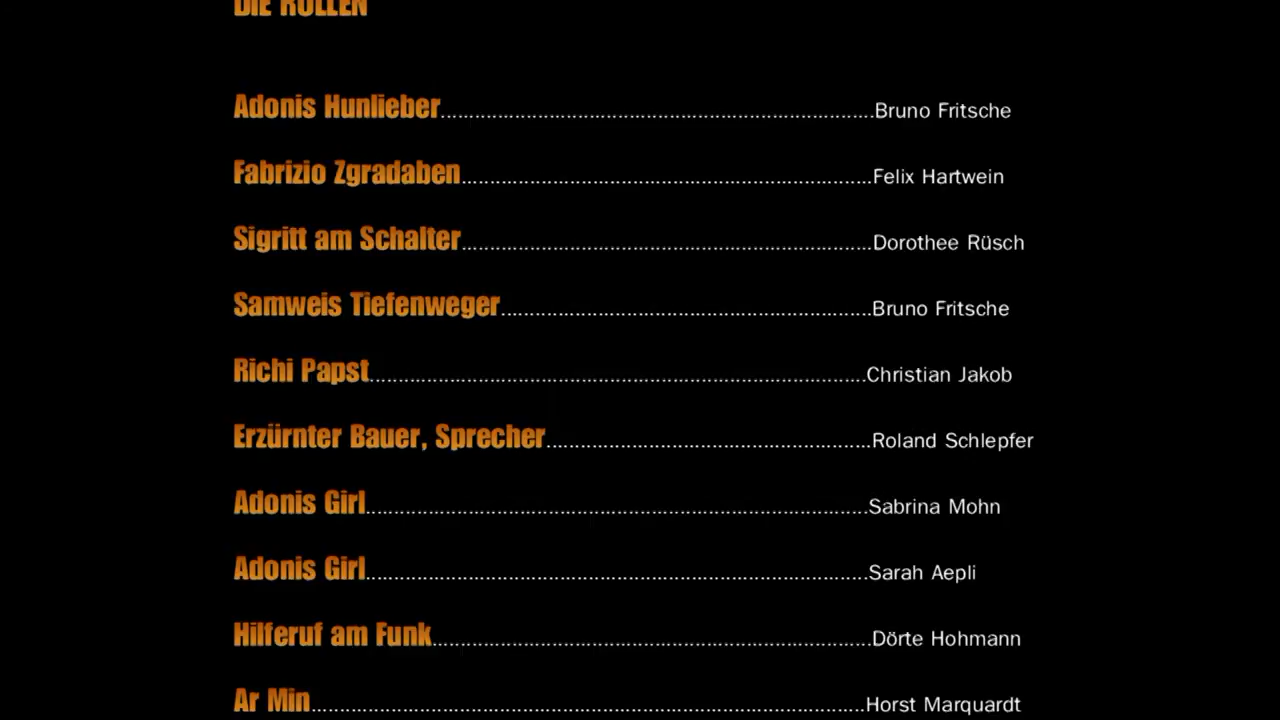 DIE ROLLEN
Adonis Hunlieber..........................................................................Bruno Fritsche
Fabrizio Zgradaben......................................................................Felix Hartwein
Sigritt am Schalter......................................................................Dorothee Rüsch
Samweis Tiefenweger...............................................................Bruno Fritsche
Richi Papst.....................................................................................Christian Jakob
Erzürnter Bauer, Sprecher........................................................Roland Schlepfer
Adonis Girl......................................................................................Sabrina Mohn
Adonis Girl......................................................................................Sarah Aepli
Hilferuf am Funk...........................................................................Dörte Hohmann
Ar Min...............................................................................................Horst Marquardt